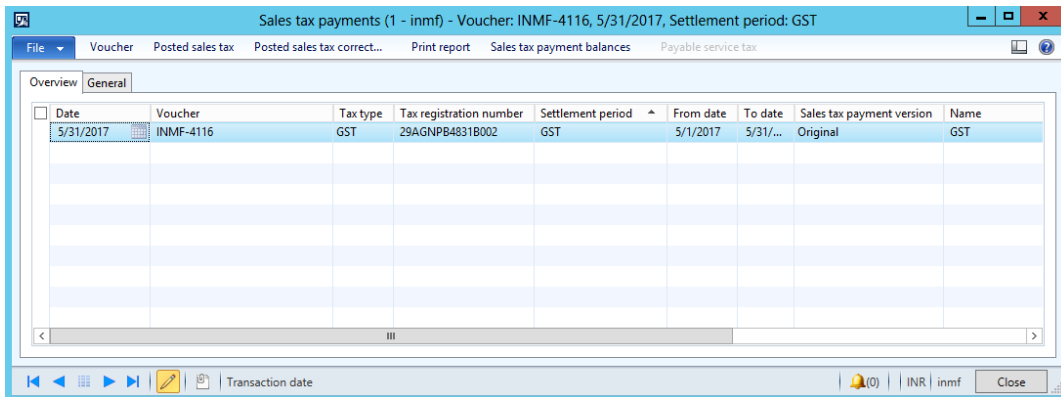 Sales tax payments (1 - inmf) - Voucher: INMF-4116, 5/31/2017, Settlement period: GST
File Voucher Posted sales tax Posted sales tax correct... Print report Sales tax payment balances Payable service tax
Overview General
Date Voucher Tax type Tax registration number Settlement period From date To date Sales tax payment version Name
5/31/2017 INMF-4116 GST 29AGNPB4831B002 GST 5/1/2017 5/31/... Original GST
Transaction date (0) INR inmf Close